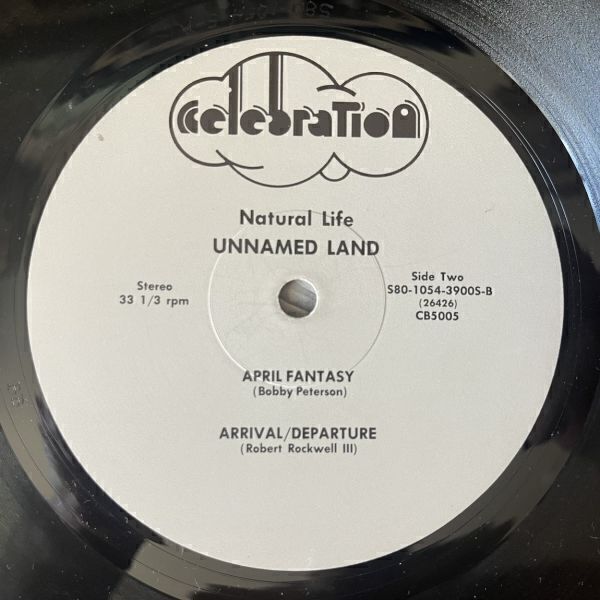 celebration
Natural Life
UNNAMED LAND
Stereo
33 1/3 rpm
Side Two
S80-1054-3900S-B
(26426)
CB5005
APRIL FANTASY
(Bobby Peterson)
ARRIVAL/DEPARTURE
(Robert Rockwell III)